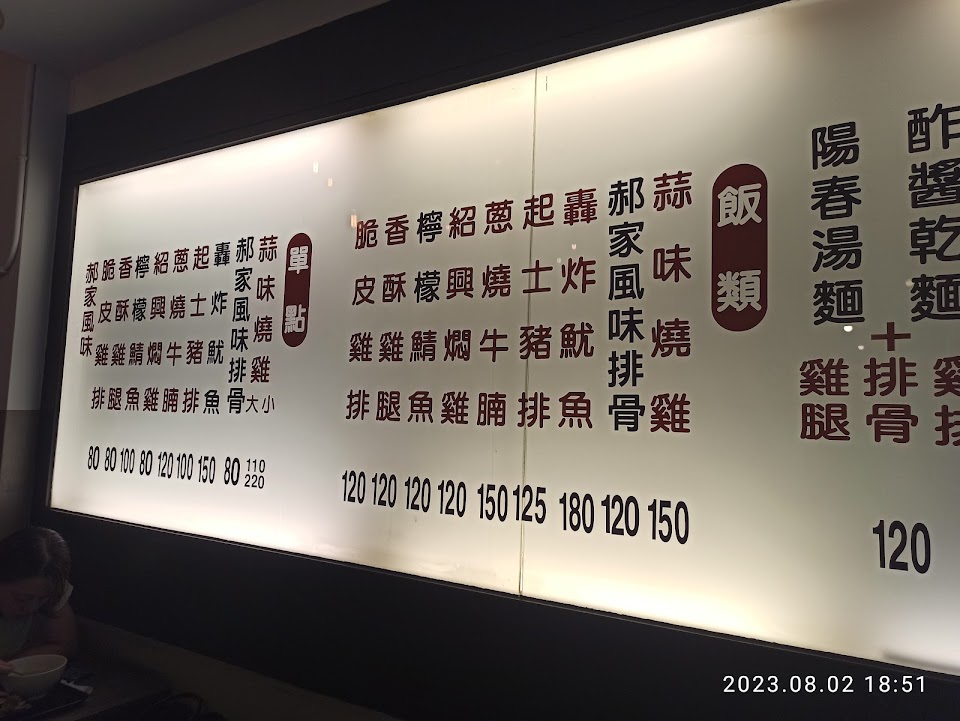 酢醬乾麵
陽春湯麵
+
排骨
雞腿
120
飯類
蒜味燒雞
150
郝家風味排骨
120
轟炸魷魚
180
起士豬排
125
蔥燒牛腩
150
紹興燜雞
120
檸檬鯖魚
120
香酥雞腿
120
脆皮雞排
120
單點
蒜味燒雞
大小
110
220
郝家風味排骨
80
轟炸魷魚
150
起士豬排
100
蔥燒牛腩
120
紹興燜雞
80
檸檬鯖魚
100
香酥雞腿
80
脆皮雞排
80
郝家風味
2023.08.02 18:51